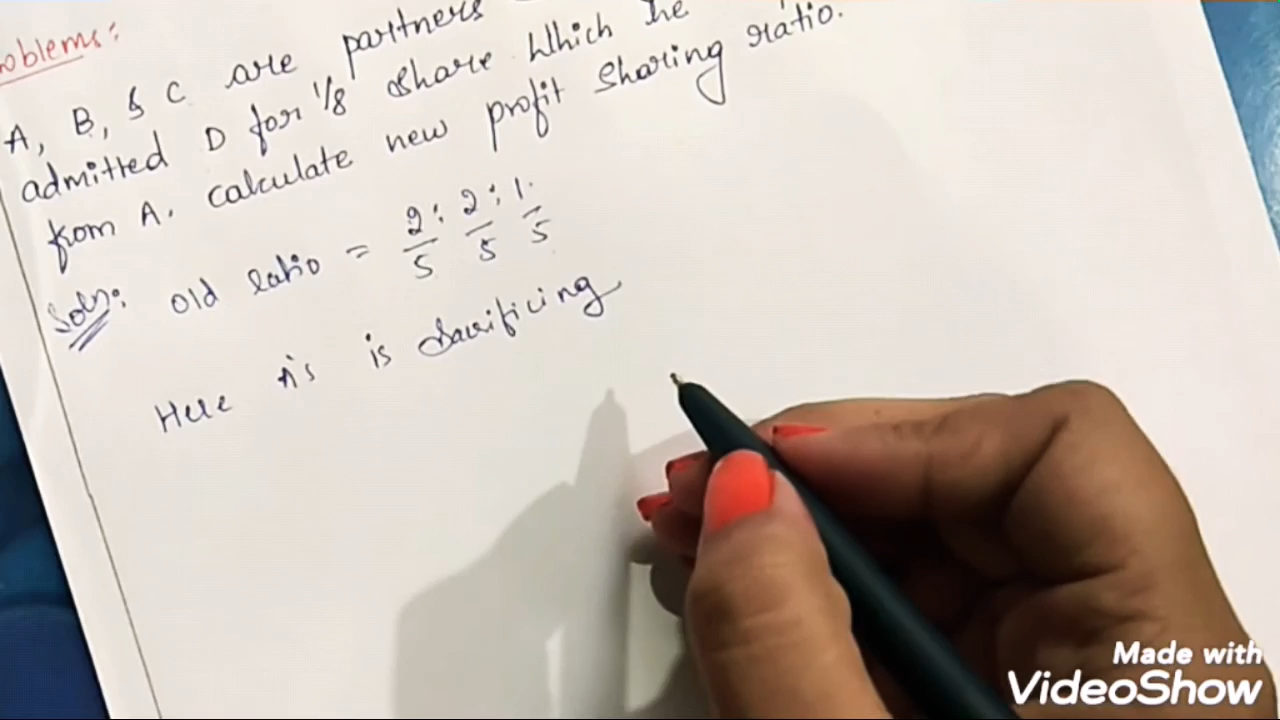 Problems:
A, B, & C are partners
admitted D for 1/8 share which he
from A. calculate new profit sharing ratio.
Soln: old ratio = 2/5 : 2/5 : 1/5
Here A's is sacrificing
Made with
VideoShow